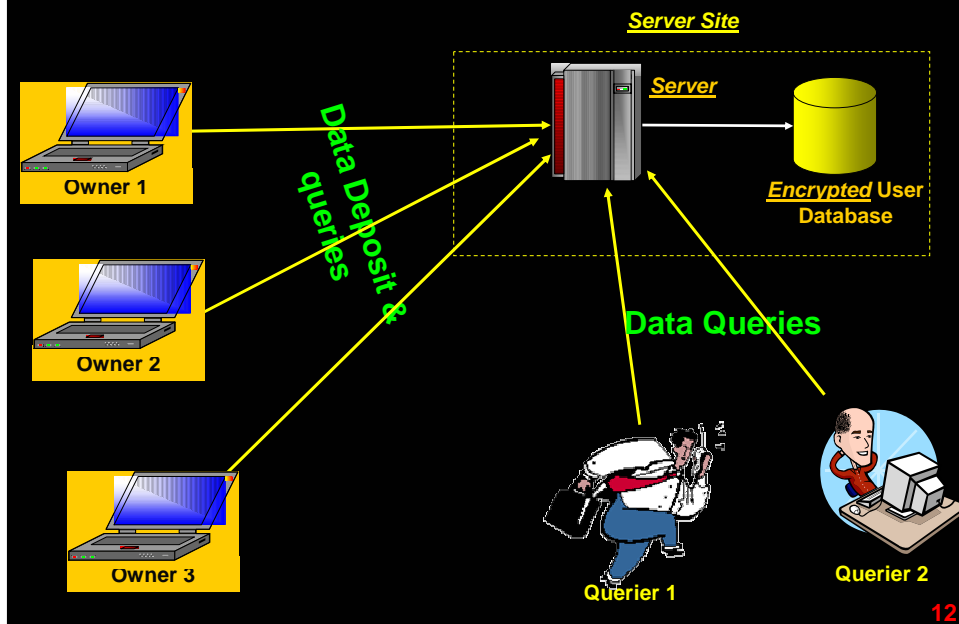 Server Site
Server
Encrypted User
Database
Owner 1
Data Deposit &
queries
Owner 2
Data Queries
Owner 3
Querier 1
Querier 2
12